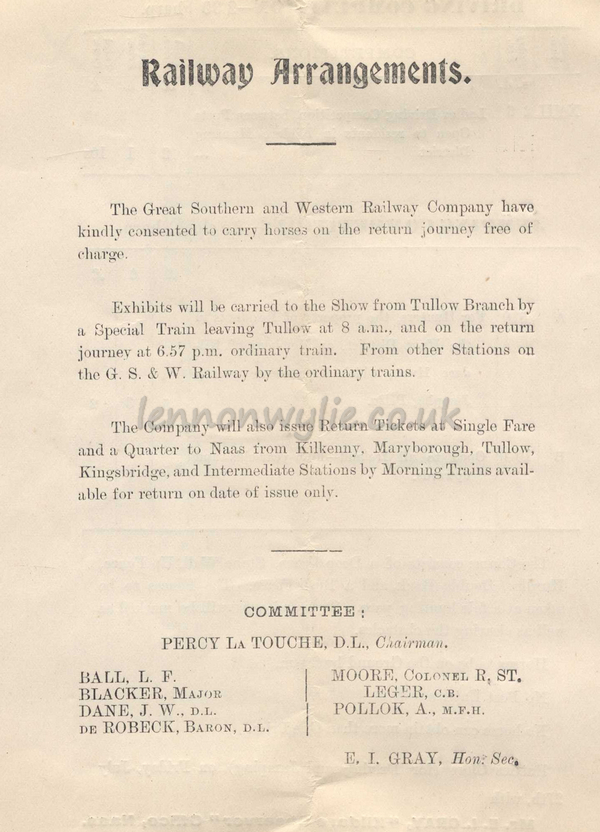 Railway Arrangements.
The Great Southern and Western Railway Company have
kindly consented to carry horses on the return journey free of
charge.
Exhibits will be carried to the Show from Tullow Branch by
a Special Train leaving Tullow at 8 a.m., and on the return
journey at 6.57 p.m. ordinary train. From other Stations on
the G. S. & W. Railway by the ordinary trains.
lennonwylie.co.uk
The Company will also issue Return Tickets at Single Fare
and a Quarter to Naas from Kilkenny, Maryborough, Tullow,
Kingsbridge, and Intermediate Stations by Morning Trains avail-
able for return on date of issue only.
COMMITTEE:
PERCY LA TOUCHE, D.L., Chairman.
BALL, L. F.
BLACKER, MAJOR
DANE, J. W., D.L.
DE ROBECK, BARON, D.L.
MOORE, COLONEL R. ST.
LEGER, C.B.
POLLOK, A., M.F.H.
E. I. GRAY, Hon. Sec.